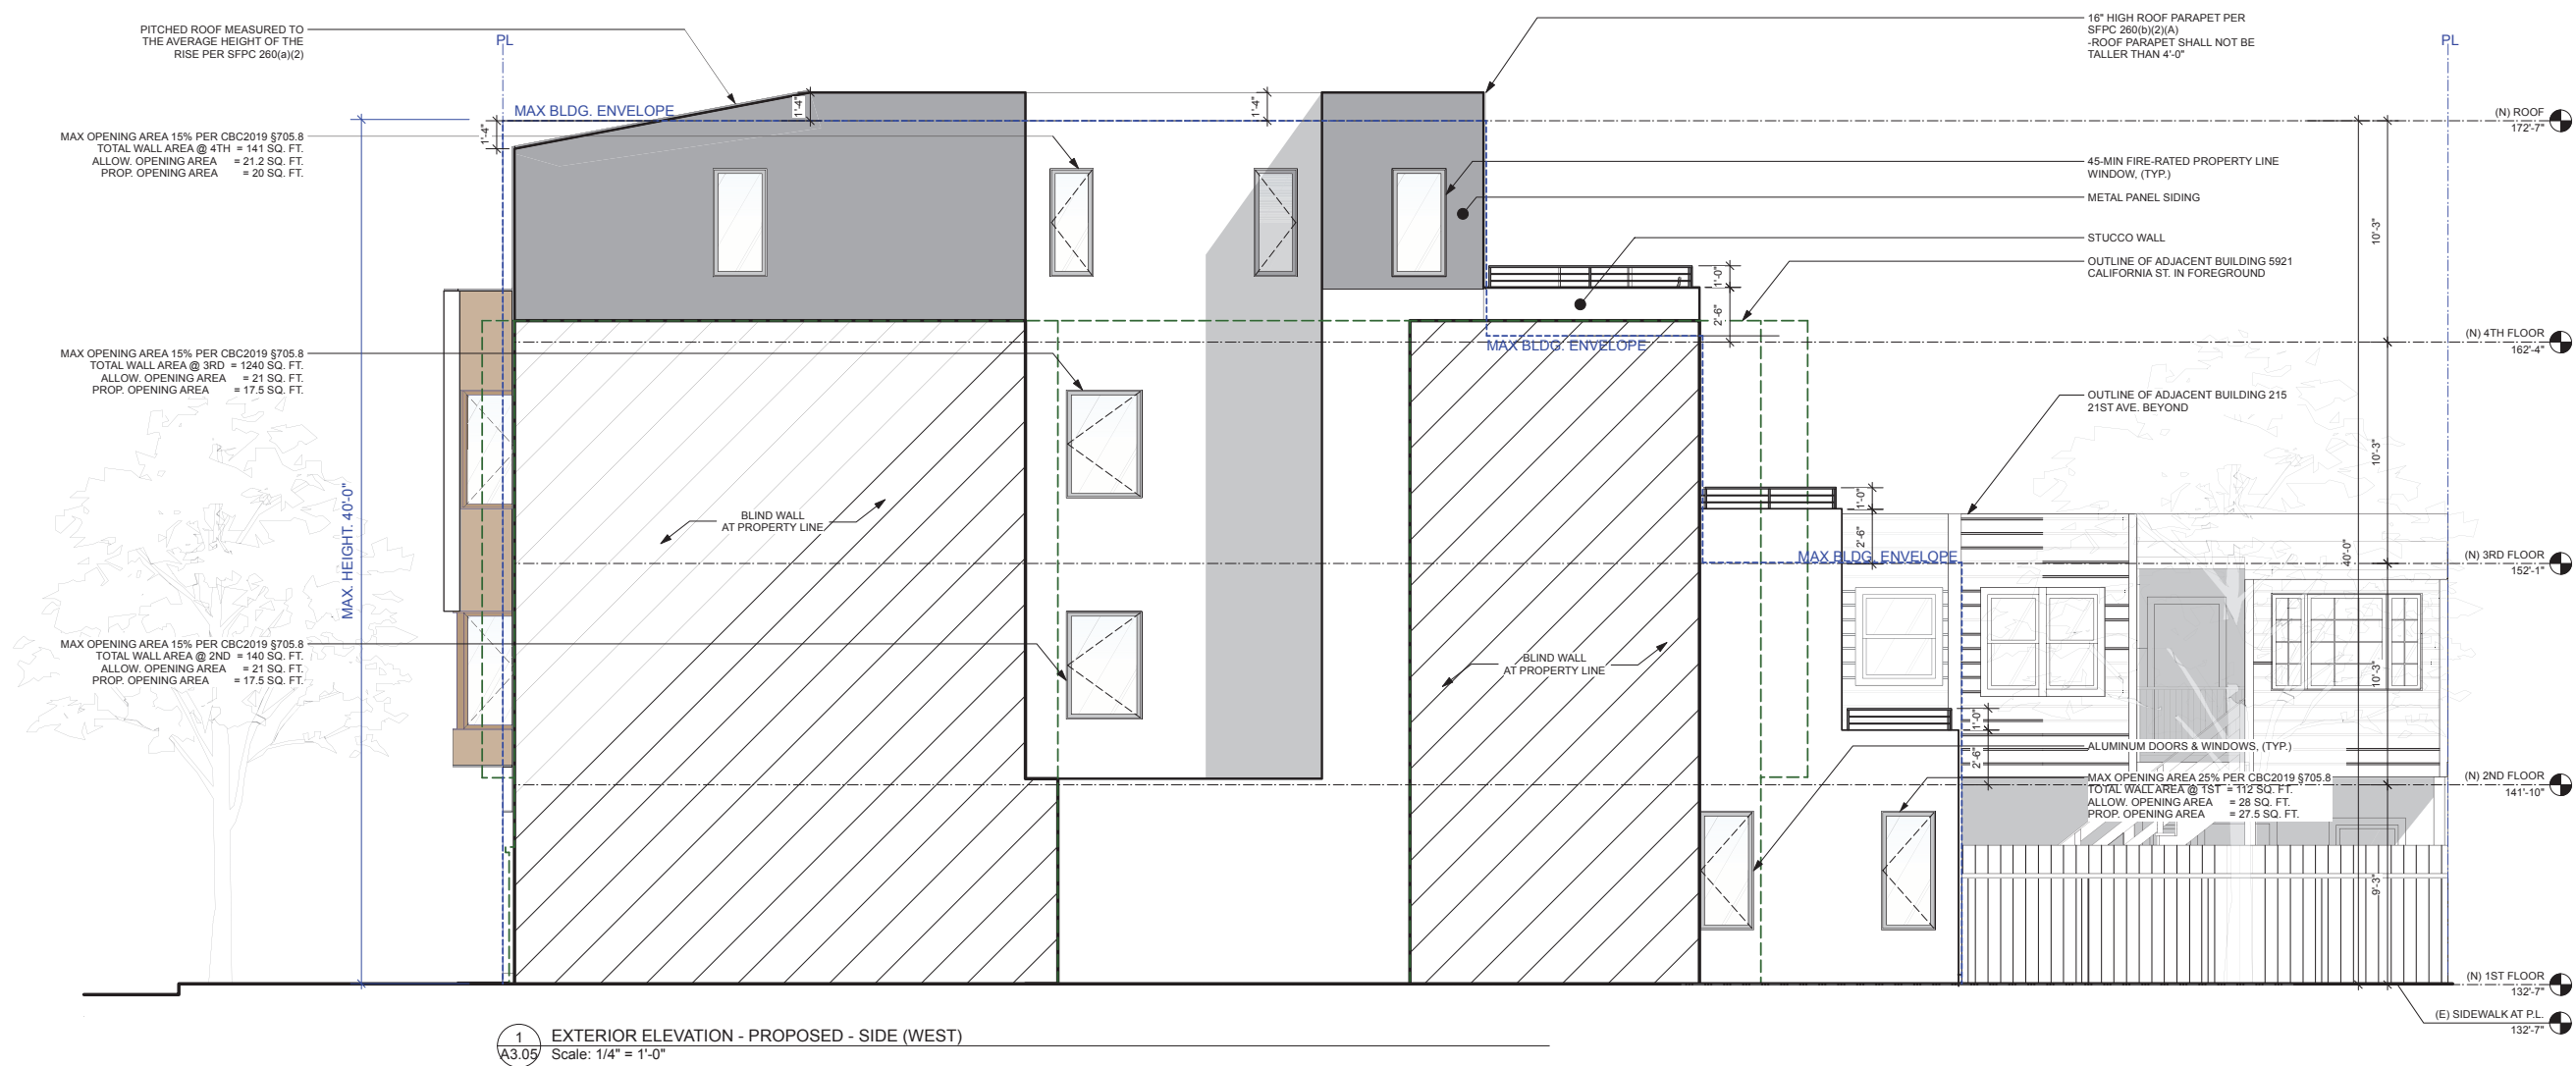 PITCHED ROOF MEASURED TO
THE AVERAGE HEIGHT OF THE
RISE PER SFPC 260(a)(2)
PL
16" HIGH ROOF PARAPET PER
SFPC 260(b)(2)(A)
-ROOF PARAPET SHALL NOT BE
TALLER THAN 4'-0"
PL
MAX BLDG. ENVELOPE
1'-4"
1'-4"
1'-4"
(N) ROOF
172'-7"
MAX OPENING AREA 15% PER CBC2019 §705.8
TOTAL WALL AREA @ 4TH = 141 SQ. FT.
ALLOW. OPENING AREA = 21.2 SQ. FT.
PROP. OPENING AREA = 20 SQ. FT.
45-MIN FIRE-RATED PROPERTY LINE
WINDOW, (TYP.)
METAL PANEL SIDING
STUCCO WALL
10'-3"
OUTLINE OF ADJACENT BUILDING 5921
CALIFORNIA ST. IN FOREGROUND
1'-0"
2'-6"
(N) 4TH FLOOR
162'-4"
MAX BLDG. ENVELOPE
MAX OPENING AREA 15% PER CBC2019 §705.8
TOTAL WALL AREA @ 3RD = 1240 SQ. FT.
ALLOW. OPENING AREA = 21 SQ. FT.
PROP. OPENING AREA = 17.5 SQ. FT.
OUTLINE OF ADJACENT BUILDING 215
21ST AVE. BEYOND
10'-3"
MAX. HEIGHT. 40'-0"
BLIND WALL
AT PROPERTY LINE
1'-0"
2'-6"
MAX BLDG. ENVELOPE
40'-0"
(N) 3RD FLOOR
152'-1"
MAX OPENING AREA 15% PER CBC2019 §705.8
TOTAL WALL AREA @ 2ND = 140 SQ. FT.
ALLOW. OPENING AREA = 21 SQ. FT.
PROP. OPENING AREA = 17.5 SQ. FT.
BLIND WALL
AT PROPERTY LINE
10'-3"
1'-0"
2'-6"
ALUMINUM DOORS & WINDOWS, (TYP.)
MAX OPENING AREA 25% PER CBC2019 §705.8
TOTAL WALL AREA @ 1ST = 112 SQ. FT.
ALLOW. OPENING AREA = 28 SQ. FT.
PROP. OPENING AREA = 27.5 SQ. FT.
(N) 2ND FLOOR
141'-10"
9'-3"
(N) 1ST FLOOR
132'-7"
(E) SIDEWALK AT P.L.
132'-7"
1
A3.05
EXTERIOR ELEVATION - PROPOSED - SIDE (WEST)
Scale: 1/4" = 1'-0"